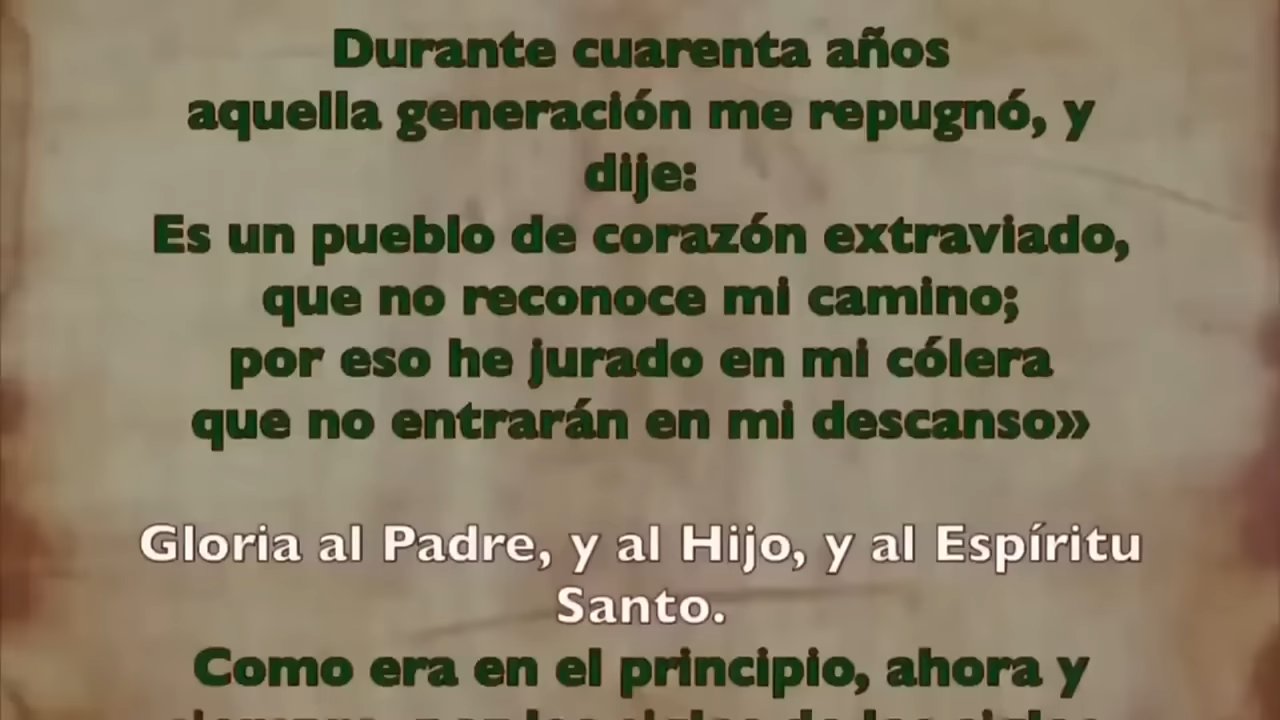 Durante cuarenta años
aquella generación me repugnó, y
dije:
Es un pueblo de corazón extraviado,
que no reconoce mi camino;
por eso he jurado en mi cólera
que no entrarán en mi descanso»
Gloria al Padre, y al Hijo, y al Espíritu
Santo.
Como era en el principio, ahora y